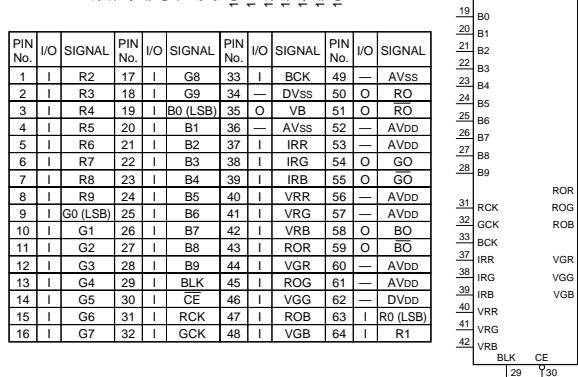 PIN No. I/O SIGNAL PIN No. I/O SIGNAL PIN No. I/O SIGNAL PIN No. I/O SIGNAL
1 I R2 17 I G8 33 I BCK 49 — AVSS
2 I R3 18 I G9 34 — DVSS 50 O RO
3 I R4 19 I B0 (LSB) 35 O VB 51 O R̅O̅
4 I R5 20 I B1 36 — AVSS 52 — AVDD
5 I R6 21 I B2 37 I IRR 53 — AVDD
6 I R7 22 I B3 38 I IRG 54 O GO
7 I R8 23 I B4 39 I IRB 55 O G̅O̅
8 I R9 24 I B5 40 I VRR 56 — AVDD
9 I G0 (LSB) 25 I B6 41 I VRG 57 — AVDD
10 I G1 26 I B7 42 I VRB 58 O BO
11 I G2 27 I B8 43 I ROR 59 O B̅O̅
12 I G3 28 I B9 44 I VGR 60 — AVDD
13 I G4 29 I BLK 45 I ROG 61 — AVDD
14 I G5 30 I C̅E̅ 46 I VGG 62 — DVDD
15 I G6 31 I RCK 47 I ROB 63 I R0 (LSB)
16 I G7 32 I GCK 48 I VGB 64 I R1
19 B0
20 B1
21 B2
22 B3
23 B4
24 B5
25 B6
26 B7
27 B8
28 B9
ROR
31 RCK ROG
32 GCK ROB
33 BCK
37 IRR VGR
38 IRG VGG
39 IRB VGB
40 VRR
41 VRG
42 VRB
BLK CE
29 30